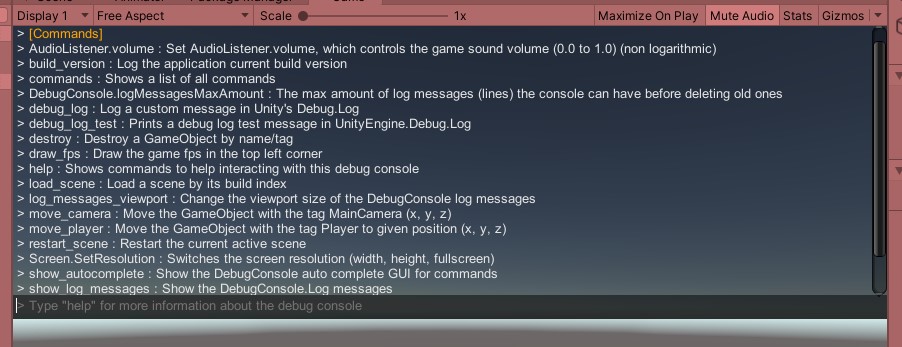 Display 1 Free Aspect Scale 1x Maximize On Play Mute Audio Stats Gizmos
> [Commands]
> AudioListener.volume : Set AudioListener.volume, which controls the game sound volume (0.0 to 1.0) (non logarithmic)
> build_version : Log the application current build version
> commands : Shows a list of all commands
> DebugConsole.logMessagesMaxAmount : The max amount of log messages (lines) the console can have before deleting old ones
> debug_log : Log a custom message in Unity's Debug.Log
> debug_log_test : Prints a debug log test message in UnityEngine.Debug.Log
> destroy : Destroy a GameObject by name/tag
> draw_fps : Draw the game fps in the top left corner
> help : Shows commands to help interacting with this debug console
> load_scene : Load a scene by its build index
> log_messages_viewport : Change the viewport size of the DebugConsole log messages
> move_camera : Move the GameObject with the tag MainCamera (x, y, z)
> move_player : Move the GameObject with the tag Player to given position (x, y, z)
> restart_scene : Restart the current active scene
> Screen.SetResolution : Switches the screen resolution (width, height, fullscreen)
> show_autocomplete : Show the DebugConsole auto complete GUI for commands
> show_log_messages : Show the DebugConsole.Log messages
> Type "help" for more information about the debug console